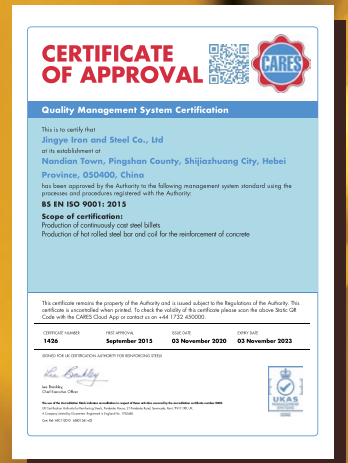 CERTIFICATE
OF APPROVAL
CARES
Quality Management System Certification
This is to certify that
Jingye Iron and Steel Co., Ltd
at its establishment at
Nandian Town, Pingshan County, Shijiazhuang City, Hebei
Province, 050400, China
has been approved by the Authority to the following management system standard using the
processes and procedures registered with the Authority:
BS EN ISO 9001: 2015
Scope of certification:
Production of continuously cast steel billets
Production of hot rolled steel bar and coil for the reinforcement of concrete
This certificate remains the property of the Authority and is issued subject to the Regulations of the Authority. This
certificate is uncontrolled when printed. To check the validity of this certificate please scan the above Static QR
Code with the CARES Cloud App or contact us on +44 1732 450000.
CERTIFICATE NUMBER
FIRST APPROVAL
ISSUE DATE
EXPIRY DATE
1426
September 2015
03 November 2020
03 November 2023
SIGNED FOR UK CERTIFICATION AUTHORITY FOR REINFORCING STEELS
Lee Brankley
Lee Brankley,
Chief Executive Officer
UKAS
MANAGEMENT
SYSTEMS